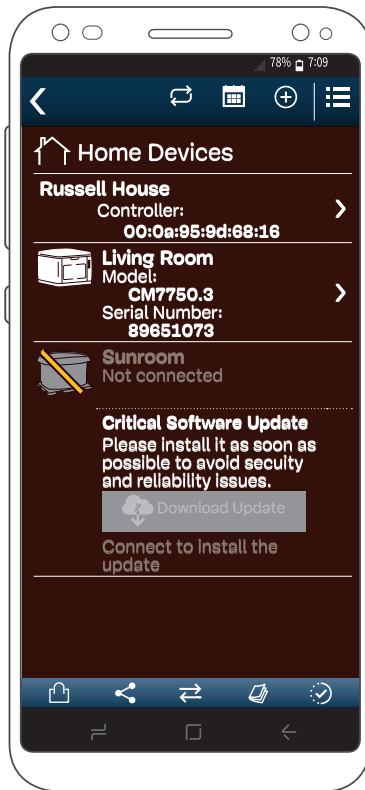 78% 7:09
Home Devices
Russell House
Controller:
00:0a:95:9d:68:16
Living Room
Model:
CM7750.3
Serial Number:
89651073
Sunroom
Not connected
Critical Software Update
Please install it as soon as
possible to avoid secuity
and reliability issues.
Download Update
Connect to install the
update